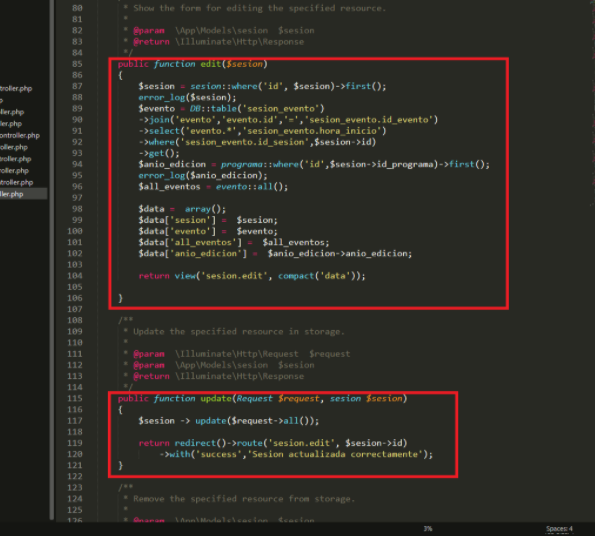 80 * Show the form for editing the specified resource.
81 *
82 * @param  \App\Models\sesion  $sesion
83 * @return \Illuminate\Http\Response
84 */
85 public function edit($sesion)
86 {
87 $sesion = sesion::where('id', $sesion)->first();
88 error_log($sesion);
89 $evento = DB::table('sesion_evento')
90 ->join('evento','evento.id','=','sesion_evento.id_evento')
91 ->select('evento.*','sesion_evento.hora_inicio')
92 ->where('sesion_evento.id_sesion',$sesion->id)
93 ->get();
94 $anio_edicion = programa::where('id',$sesion->id_programa)->first();
95 error_log($anio_edicion);
96 $all_eventos = evento::all();
97
98 $data =  array();
99 $data['sesion'] =  $sesion;
100 $data['evento'] =  $evento;
101 $data['all_eventos'] =  $all_eventos;
102 $data['anio_edicion'] =  $anio_edicion->anio_edicion;
103
104 return view('sesion.edit', compact('data'));
105
106 }
107
108 /**
109 * Update the specified resource in storage.
110 *
111 * @param  \Illuminate\Http\Request  $request
112 * @param  \App\Models\sesion  $sesion
113 * @return \Illuminate\Http\Response
114 */
115 public function update(Request $request, sesion $sesion)
116 {
117 $sesion -> update($request->all());
118
119 return redirect()->route('sesion.edit', $sesion->id)
120 ->with('success','Sesion actualizada correctamente');
121 }
122
123 /**
124 * Remove the specified resource from storage.
125 *
126 * @param  \App\Models\sesion  $sesion
troller.php
p
ller.php
ler.php
ontroller.php
oller.php
troller.php
roller.php
ntroller.php
ller.php
3%
Spaces: 4